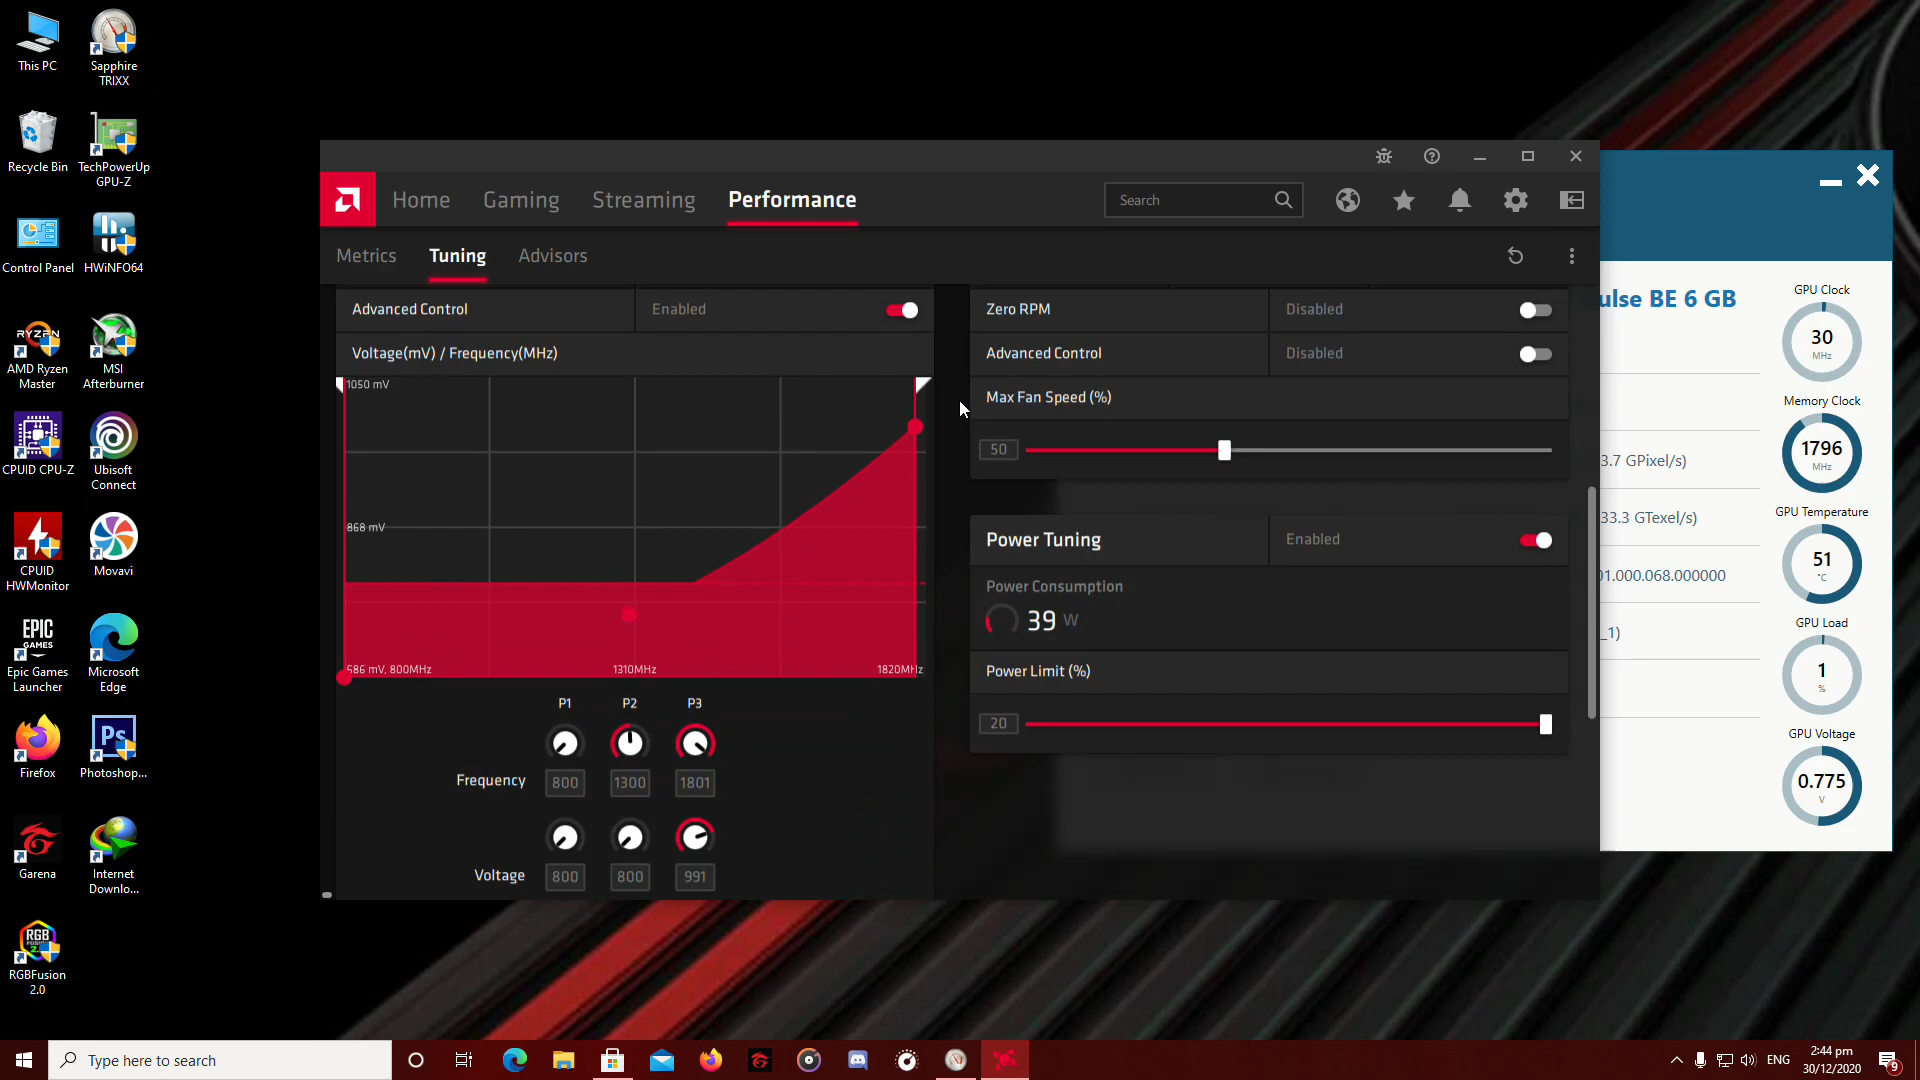 This PC
Sapphire
TRIXX
Recycle Bin
TechPowerUp
GPU-Z
Control Panel
HWiNFO64
RYZEN
AMD Ryzen
Master
MSI
Afterburner
CPUID CPU-Z
Ubisoft
Connect
CPUID
HWMonitor
Movavi
EPIC
GAMES
Epic Games
Launcher
Microsoft
Edge
Firefox
Ps
Photoshop...
Garena
Internet
Downlo...
RGB
RGBFusion
2.0
Home
Gaming
Streaming
Performance
Search
Metrics
Tuning
Advisors
Advanced Control
Enabled
Voltage(mV) / Frequency(MHz)
1050 mV
868 mV
686 mV, 800MHz
1310MHz
1820MHz
P1
P2
P3
Frequency
800
1300
1801
Voltage
800
800
991
Zero RPM
Disabled
Advanced Control
Disabled
Max Fan Speed (%)
50
Power Tuning
Enabled
Power Consumption
39 W
Power Limit (%)
20
ulse BE 6 GB
3.7 GPixel/s)
33.3 GTexel/s)
01.000.068.000000
_1)
GPU Clock
30
MHz
Memory Clock
1796
MHz
GPU Temperature
51
°C
GPU Load
1
%
GPU Voltage
0.775
V
Type here to search
ENG
2:44 pm
30/12/2020
9